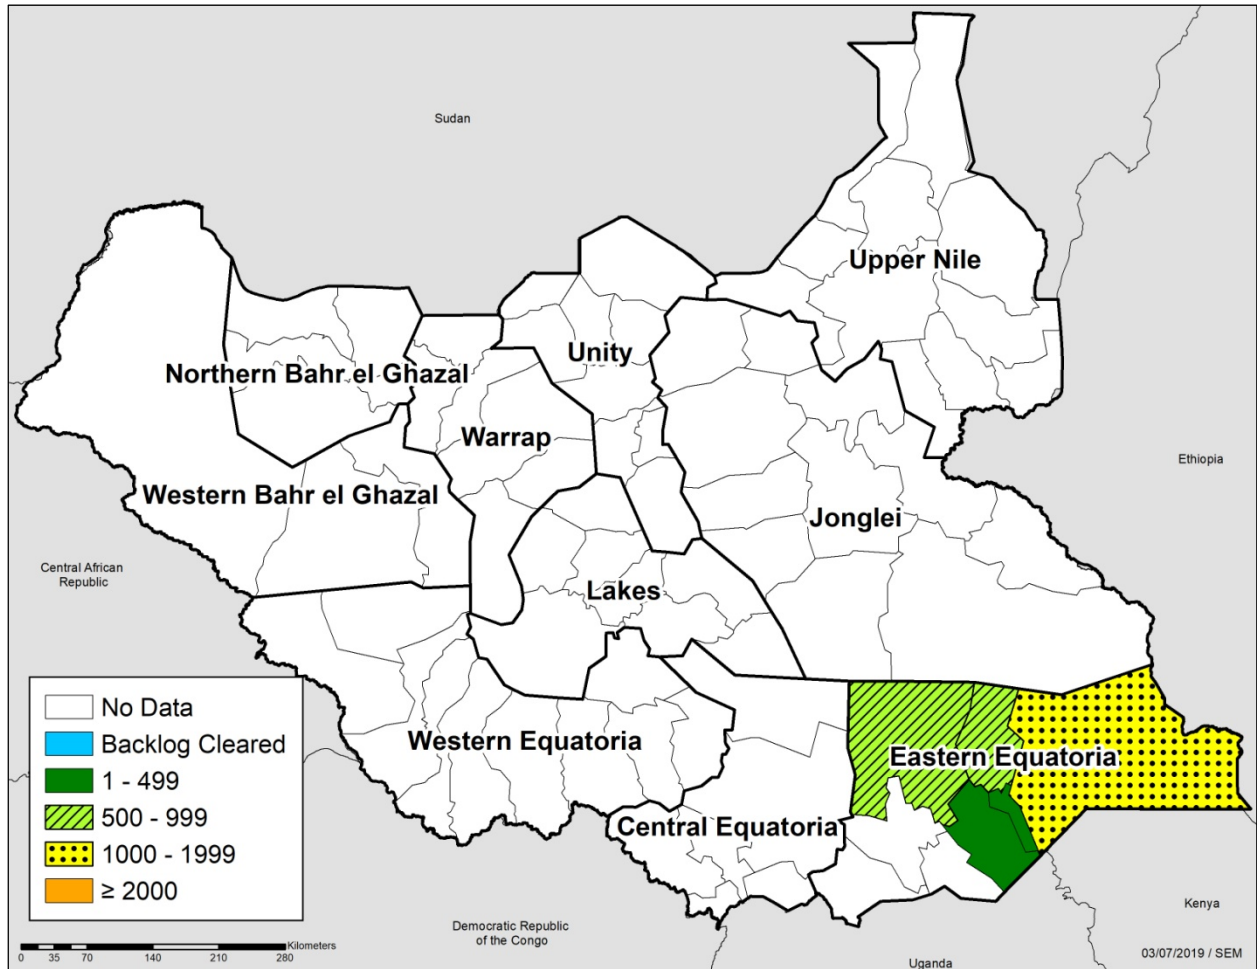 Sudan
Upper Nile
Unity
Northern Bahr el Ghazal
Warrap
Ethiopia
Western Bahr el Ghazal
Jonglei
Central African
Republic
Lakes
No Data
Backlog Cleared
1 - 499
500 - 999
1000 - 1999
≥ 2000
Western Equatoria
Eastern Equatoria
Central Equatoria
Kenya
Democratic Republic
of the Congo
Kilometers
0 35 70 140 210 280
03/07/2019 / SEM
Uganda